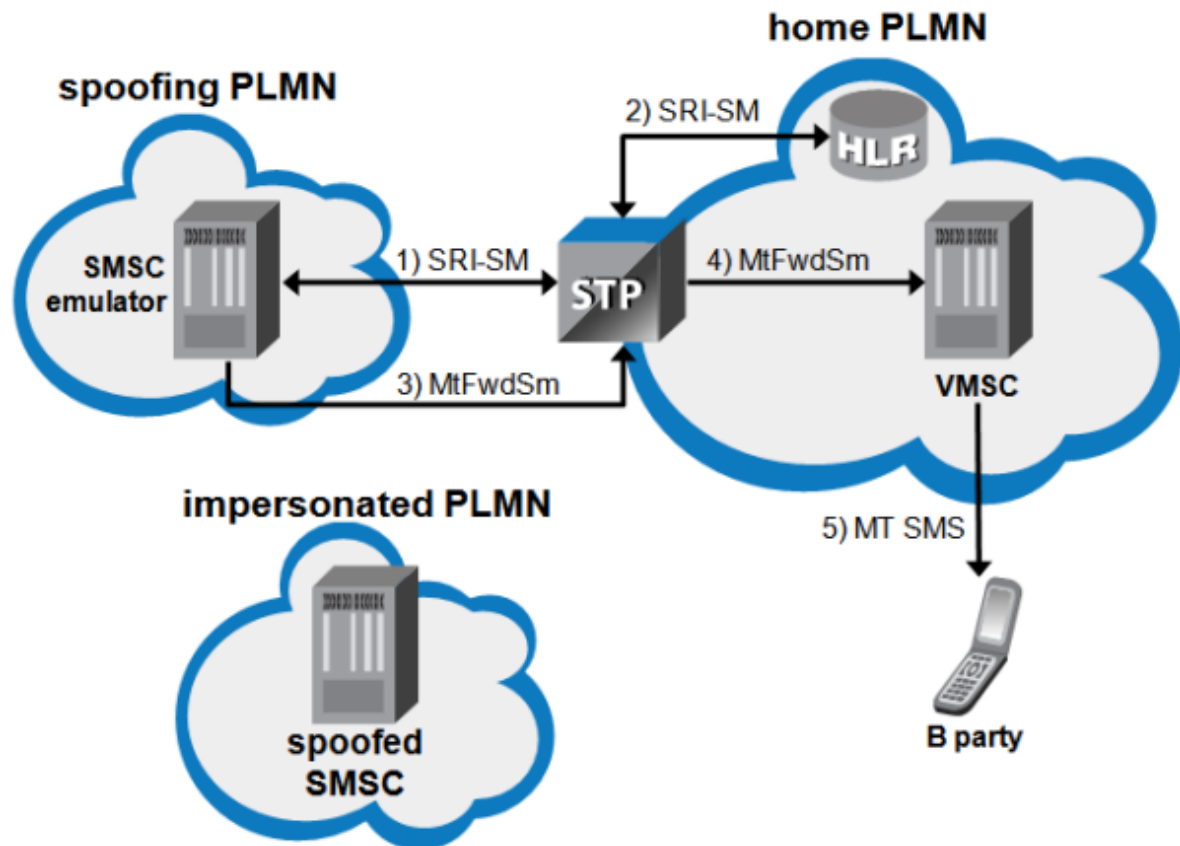 home PLMN
spoofing PLMN
2) SRI-SM
HLR
SMSC
emulator
1) SRI-SM
STP
4) MtFwdSm
3) MtFwdSm
VMSC
impersonated PLMN
5) MT SMS
spoofed
SMSC
B party